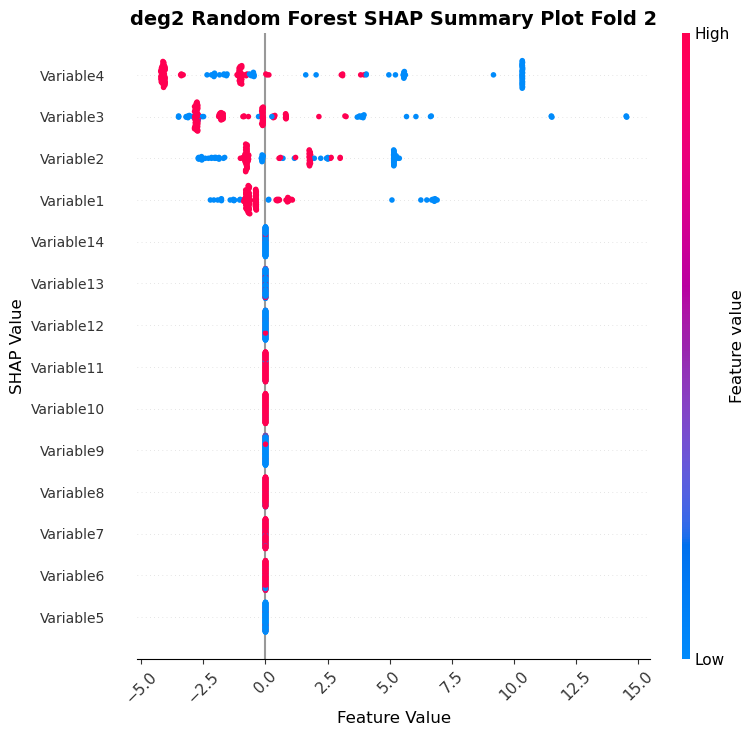 deg2 Random Forest SHAP Summary Plot Fold 2
High
Variable4
Variable3
Variable2
Variable1
Variable14
Variable13
Variable12
Variable11
Variable10
Variable9
Variable8
Variable7
Variable6
Variable5
SHAP Value
Feature value
Low
−5.0
−2.5
0.0
2.5
5.0
7.5
10.0
12.5
15.0
Feature Value